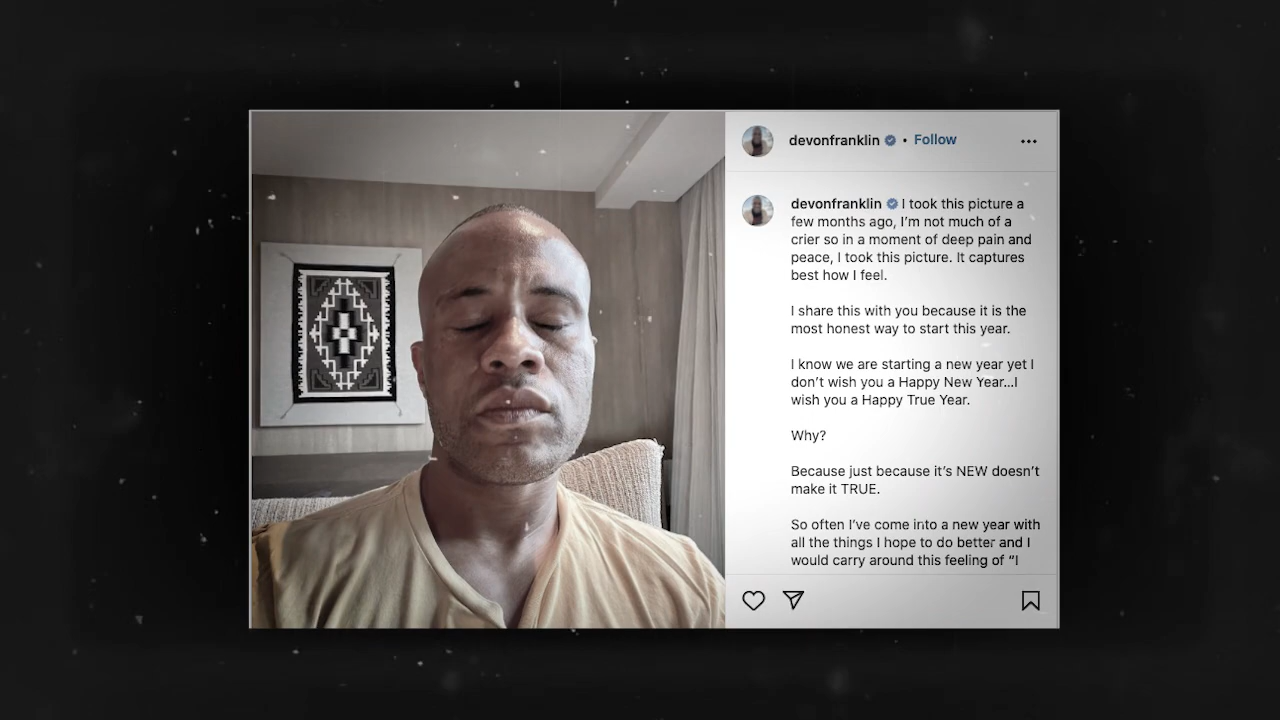 devonfranklin • Follow
devonfranklin I took this picture a
few months ago, I’m not much of a
crier so in a moment of deep pain and
peace, I took this picture. It captures
best how I feel.
I share this with you because it is the
most honest way to start this year.
I know we are starting a new year yet I
don’t wish you a Happy New Year...I
wish you a Happy True Year.
Why?
Because just because it’s NEW doesn’t
make it TRUE.
So often I’ve come into a new year with
all the things I hope to do better and I
would carry around this feeling of “I